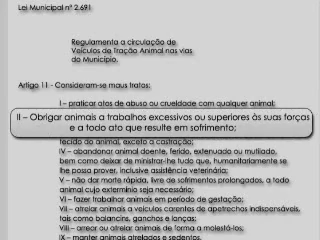 Lei Municipal nº 2.691
Regulamenta a circulação de
Veículos de Tração Animal nas vias
do Município.
Artigo 11 - Consideram-se maus tratos:
I – praticar atos de abuso ou crueldade com qualquer animal;
II – Obrigar animais a trabalhos excessivos ou superiores às suas forças
e a todo ato que resulte em sofrimento;
tecido do animal, exceto a castração;
IV – abandonar animal doente, ferido, extenuado ou mutilado,
bem como deixar de ministrar-lhe tudo que, humanitariamente se
lhe possa prover, inclusive assistência veterinária;
V – não dar morte rápida, livre de sofrimentos prolongados, a todo
animal cujo extermínio seja necessário;
VI – fazer trabalhar animais em período de gestação;
VII – atrelar animais a veículos carentes de apetrechos indispensáveis,
tais como balancins, ganchos e lanças;
VIII – arrear ou atrelar animais de forma a molestá-los;
IX – manter animais atrelados e sedentos.